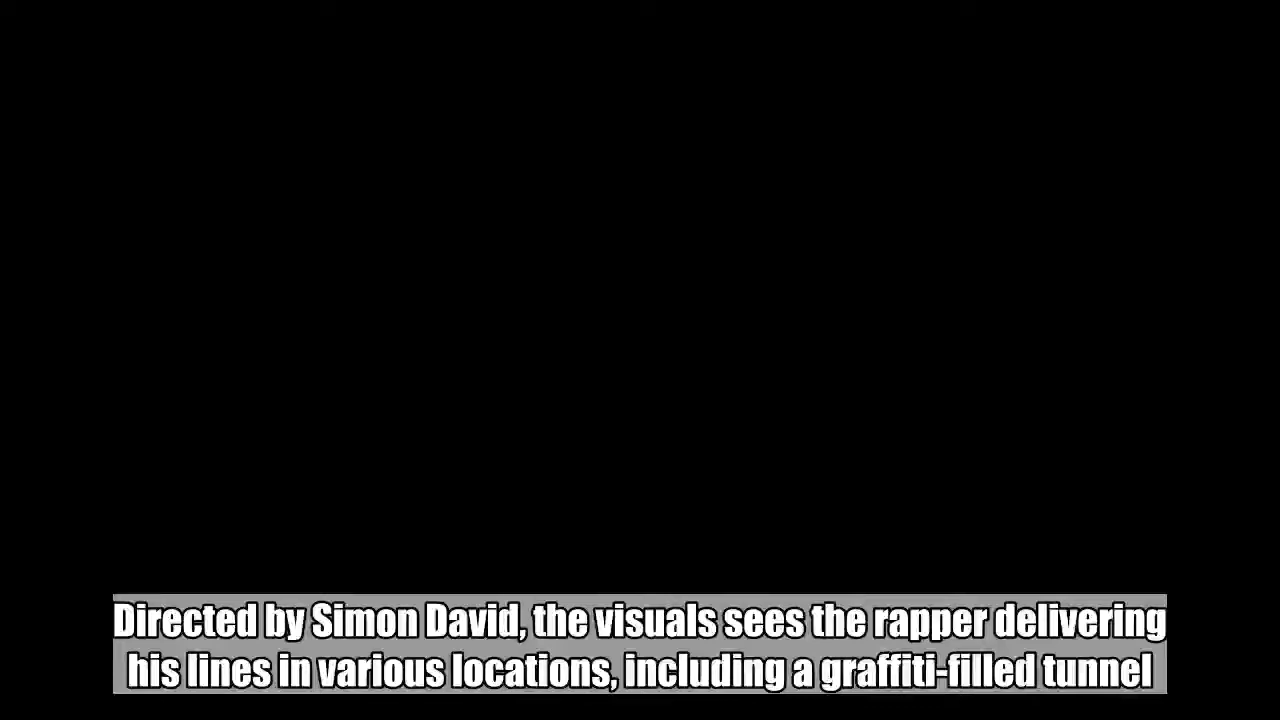 Directed by Simon David, the visuals sees the rapper delivering
his lines in various locations, including a graffiti-filled tunnel